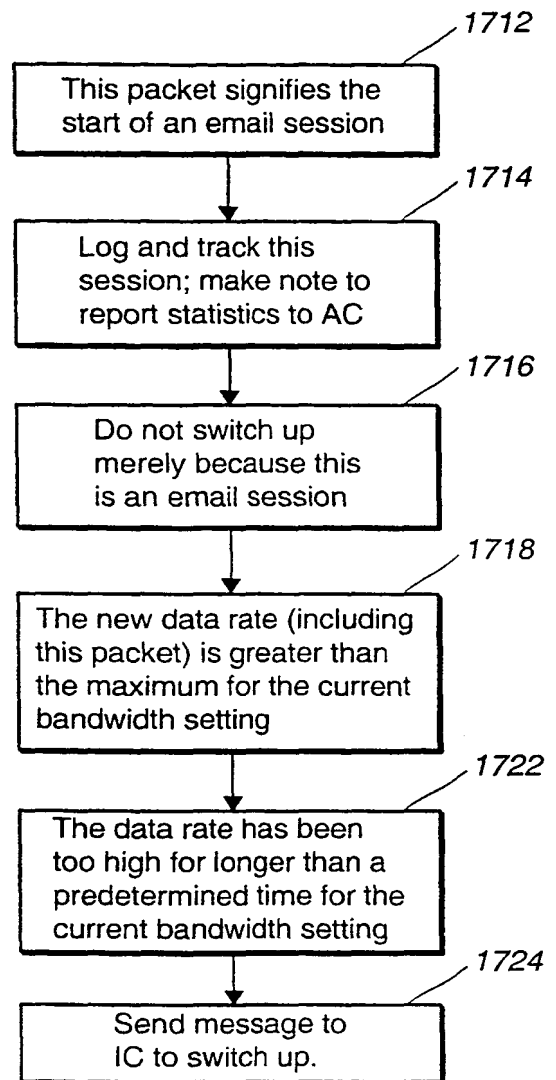 1712
This packet signifies the
start of an email session
1714
Log and track this
session; make note to
report statistics to AC
1716
Do not switch up
merely because this
is an email session
1718
The new data rate (including
this packet) is greater than
the maximum for the current
bandwidth setting
1722
The data rate has been
too high for longer than a
predetermined time for the
current bandwidth setting
1724
Send message to
IC to switch up.